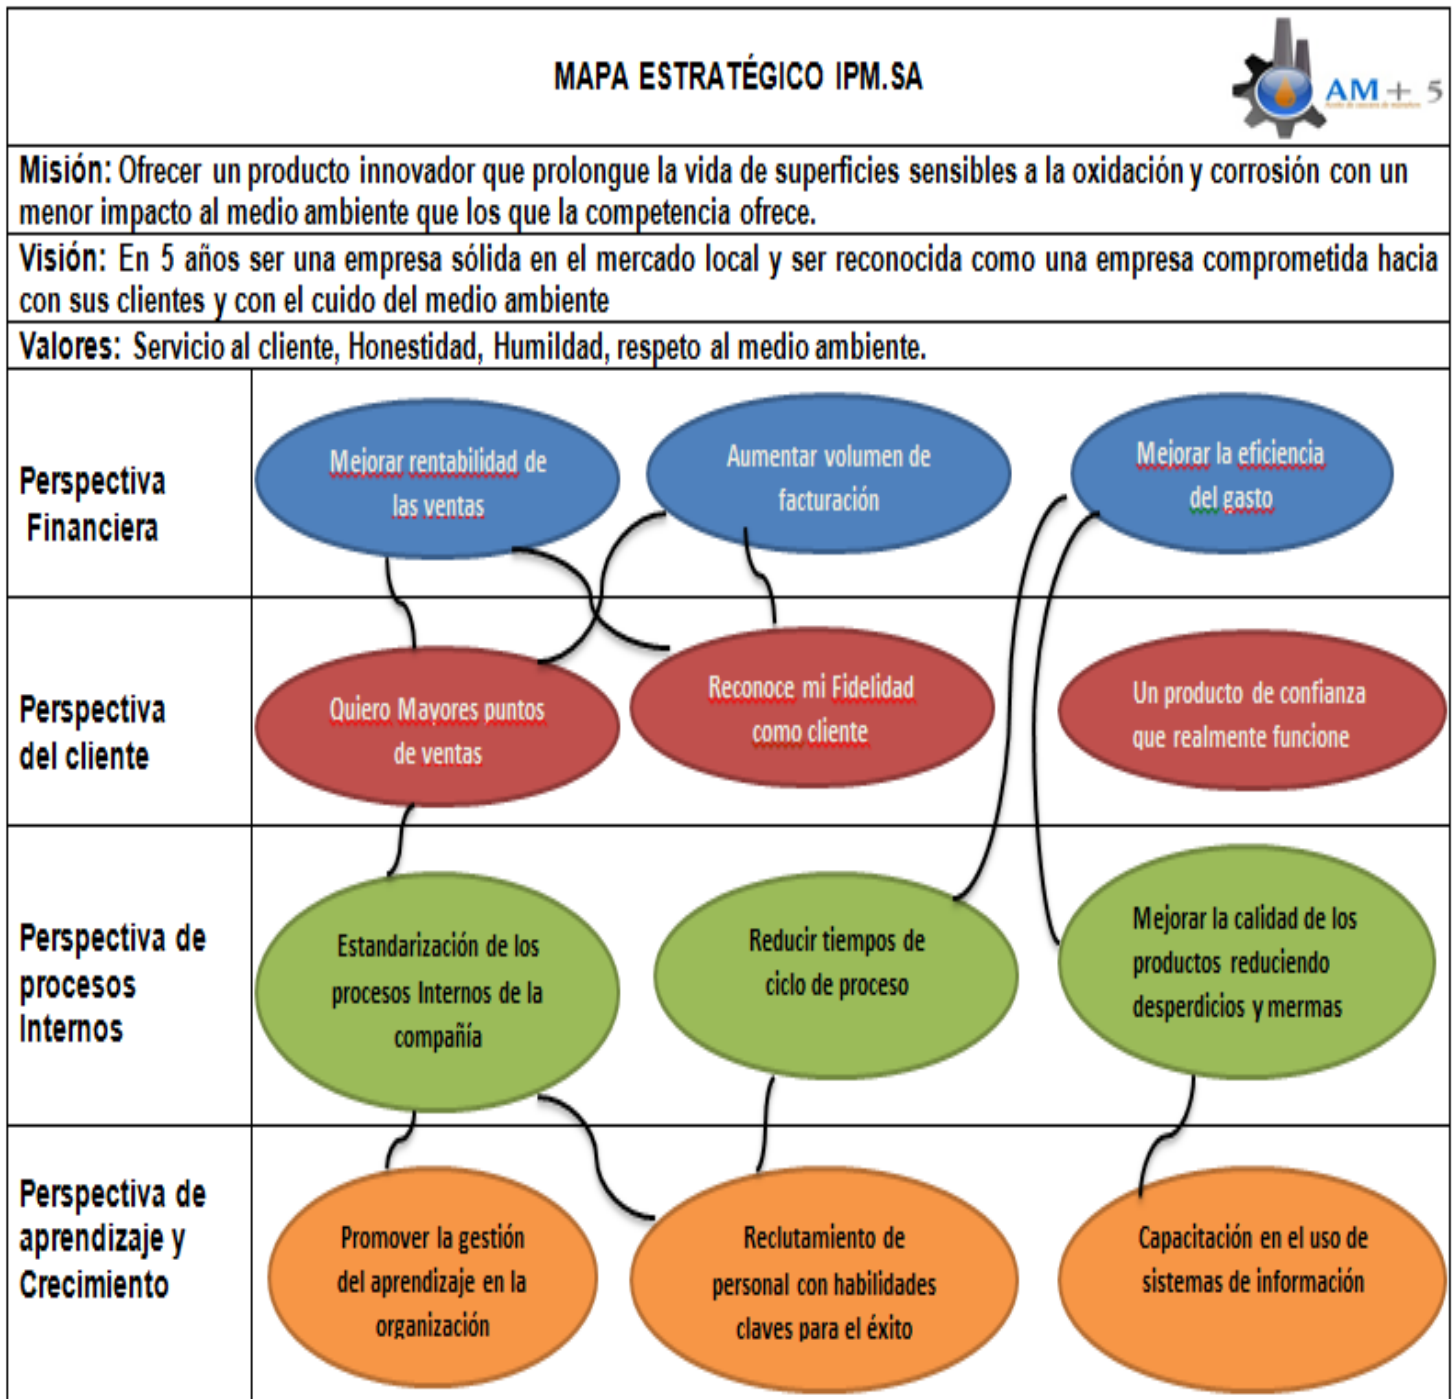 MAPA ESTRATÉGICO IPM.SA
AM + 5
Misión: Ofrecer un producto innovador que prolongue la vida de superficies sensibles a la oxidación y corrosión con un
menor impacto al medio ambiente que los que la competencia ofrece.
Visión: En 5 años ser una empresa sólida en el mercado local y ser reconocida como una empresa comprometida hacia
con sus clientes y con el cuido del medio ambiente
Valores: Servicio al cliente, Honestidad, Humildad, respeto al medio ambiente.
Perspectiva
Financiera
Mejorar rentabilidad de
las ventas
Aumentar volumen de
facturación
Mejorar la eficiencia
del gasto
Perspectiva
del cliente
Quiero Mayores puntos
de ventas
Reconoce mi Fidelidad
como cliente
Un producto de confianza
que realmente funcione
Perspectiva de
procesos
Internos
Estandarización de los
procesos Internos de la
compañía
Reducir tiempos de
ciclo de proceso
Mejorar la calidad de los
productos reduciendo
desperdicios y mermas
Perspectiva de
aprendizaje y
Crecimiento
Promover la gestión
del aprendizaje en la
organización
Reclutamiento de
personal con habilidades
claves para el éxito
Capacitación en el uso de
sistemas de información